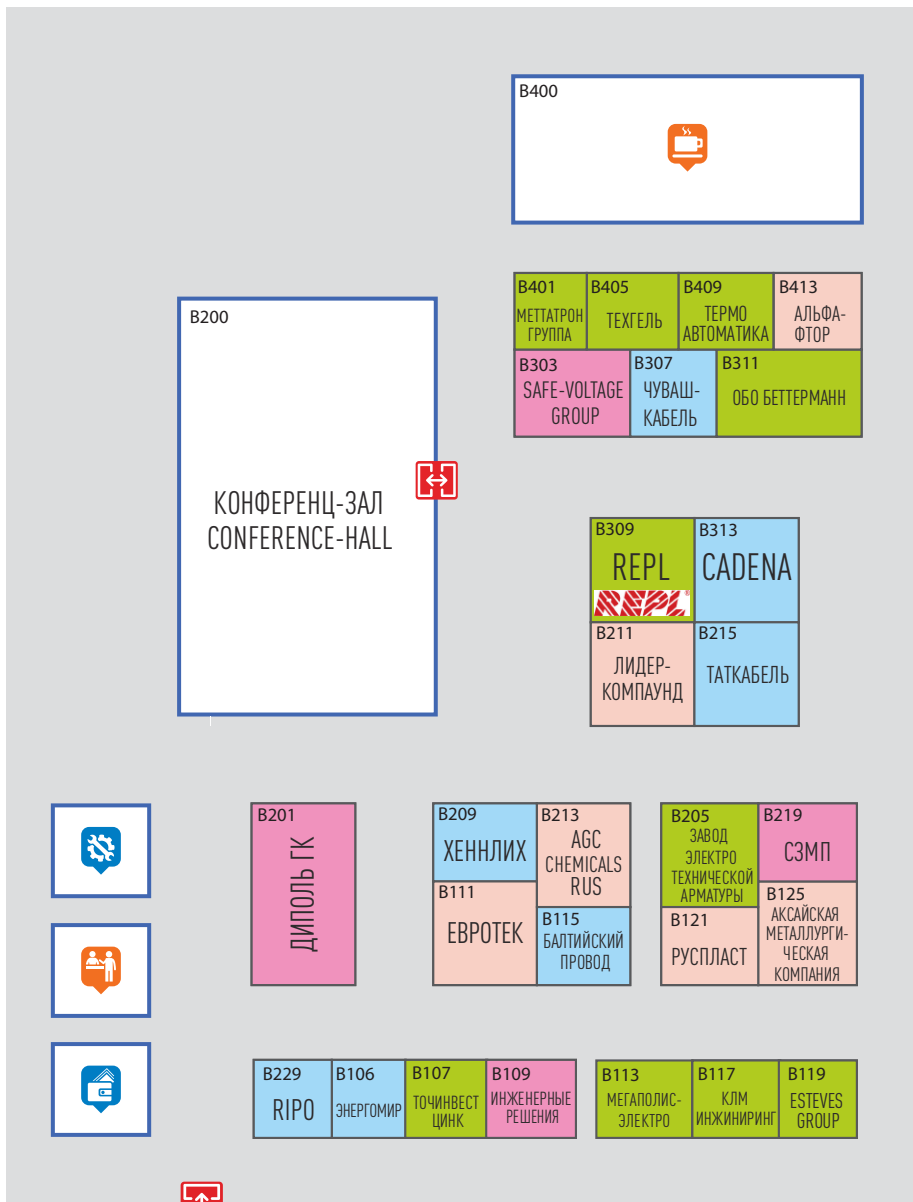 B400
B401
МЕТТАТРОН
ГРУППА
B405
ТЕХГЕЛЬ
B409
ТЕРМО
АВТОМАТИКА
B413
АЛЬФА-
ФТОР
B303
SAFE-VOLTAGE
GROUP
B307
ЧУВАШ-
КАБЕЛЬ
B311
ОБО БЕТТЕРМАНН
B200
КОНФЕРЕНЦ-ЗАЛ
CONFERENCE-HALL
B309
REPL
REPL
B313
CADENA
B211
ЛИДЕР-
КОМПАУНД
B215
ТАТКАБЕЛЬ
B201
ДИПОЛЬ ГК
B209
ХЕННЛИХ
B213
AGC
CHEMICALS
RUS
B111
ЕВРОТЕК
B115
БАЛТИЙСКИЙ
ПРОВОД
B205
ЗАВОД
ЭЛЕКТРО
ТЕХНИЧЕСКОЙ
АРМАТУРЫ
B219
СЗМП
B121
РУСПЛАСТ
B125
АКСАЙСКАЯ
МЕТАЛЛУРГИ-
ЧЕСКАЯ
КОМПАНИЯ
B229
RIPO
B106
ЭНЕРГОМИР
B107
ТОЧИНВЕСТ
ЦИНК
B109
ИНЖЕНЕРНЫЕ
РЕШЕНИЯ
B113
МЕГАПОЛИС-
ЭЛЕКТРО
B117
КЛМ
ИНЖИНИРИНГ
B119
ESTEVES
GROUP